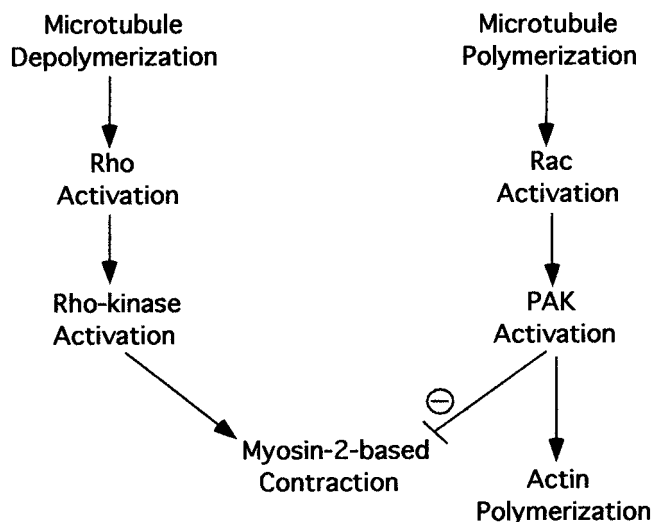 Microtubule
Depolymerization
Rho
Activation
Rho-kinase
Activation
Microtubule
Polymerization
Rac
Activation
PAK
Activation
⊖
Myosin-2-based
Contraction
Actin
Polymerization